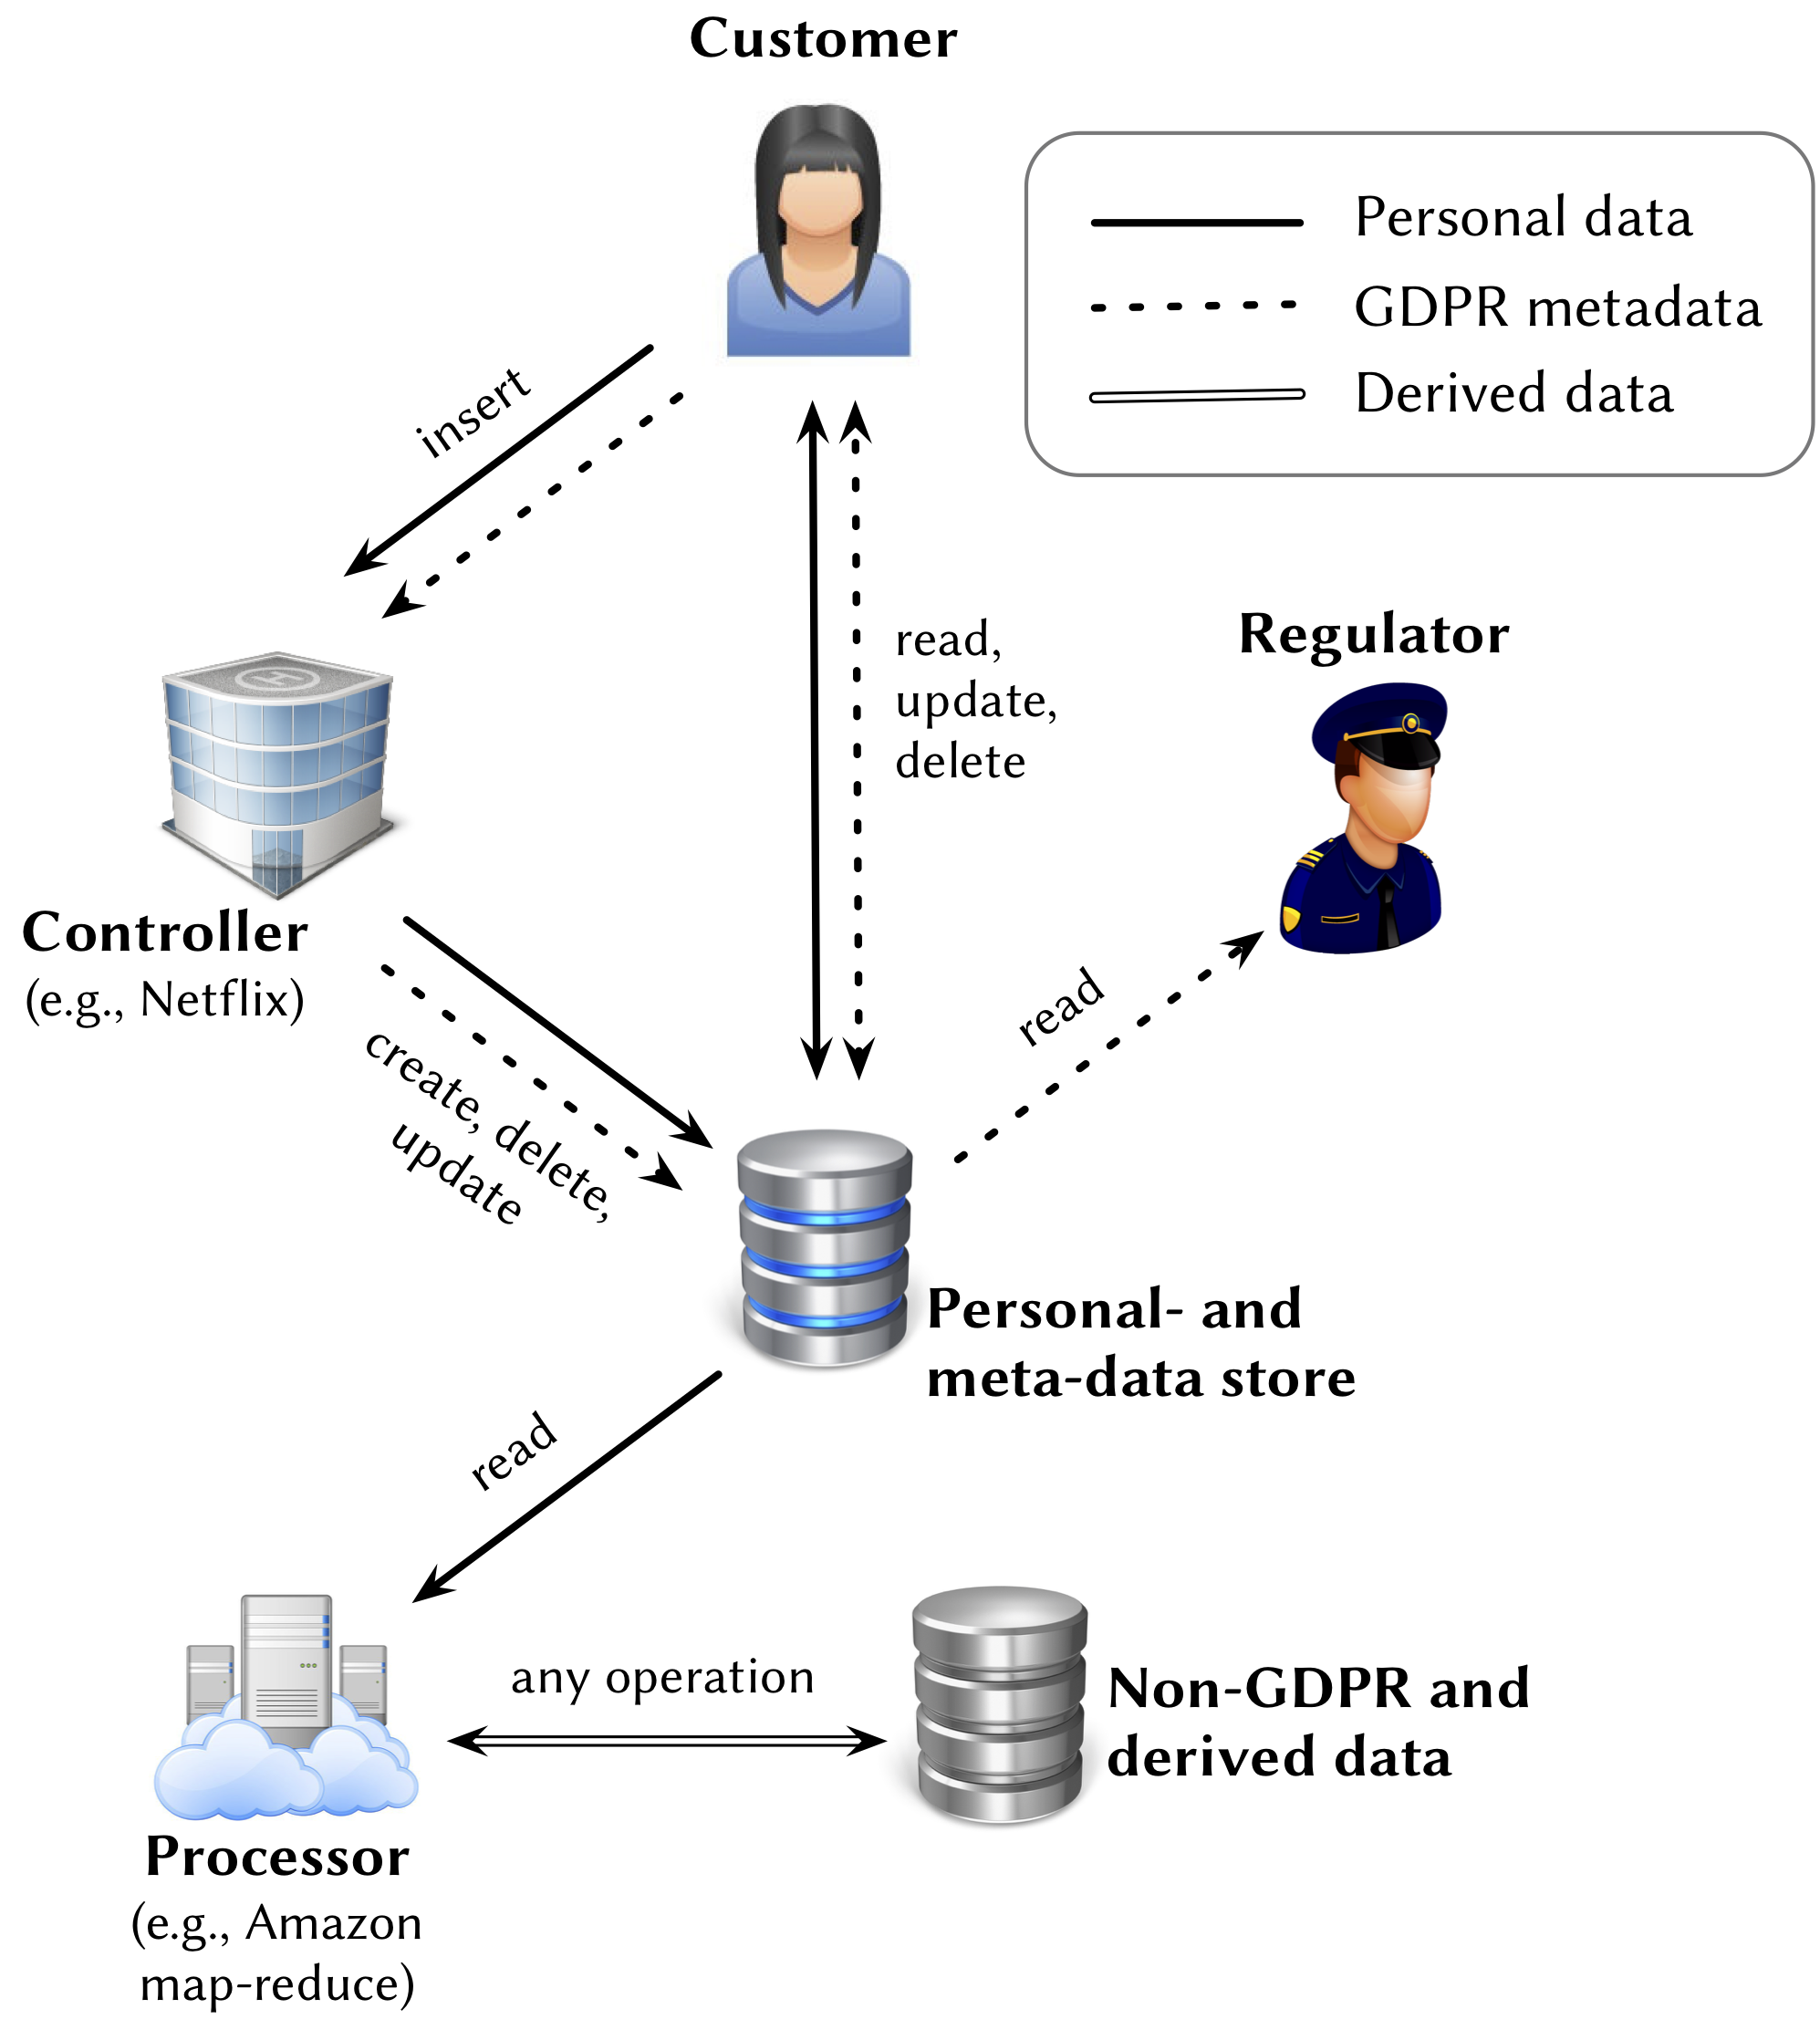 Customer
Personal data
GDPR metadata
Derived data
insert
read,
update,
delete
Regulator
Controller
(e.g., Netflix)
create, delete,
update
read
Personal- and
meta-data store
read
any operation
Non-GDPR and
derived data
Processor
(e.g., Amazon
map-reduce)